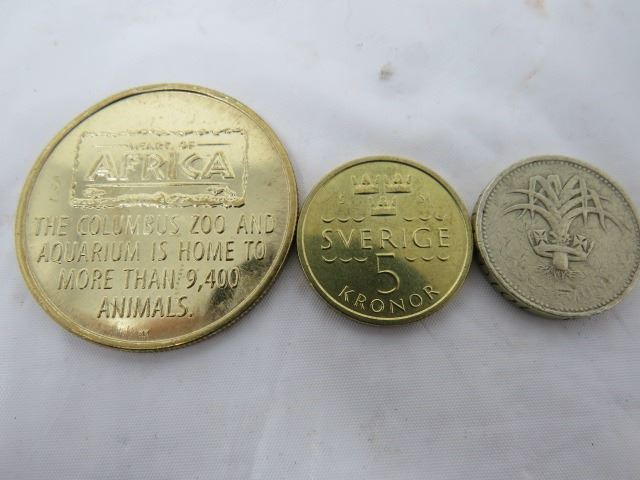 HEART OF
AFRICA
THE COLUMBUS ZOO AND
AQUARIUM IS HOME TO
MORE THAN 9,400
ANIMALS.
SVERIGE
5
KRONOR